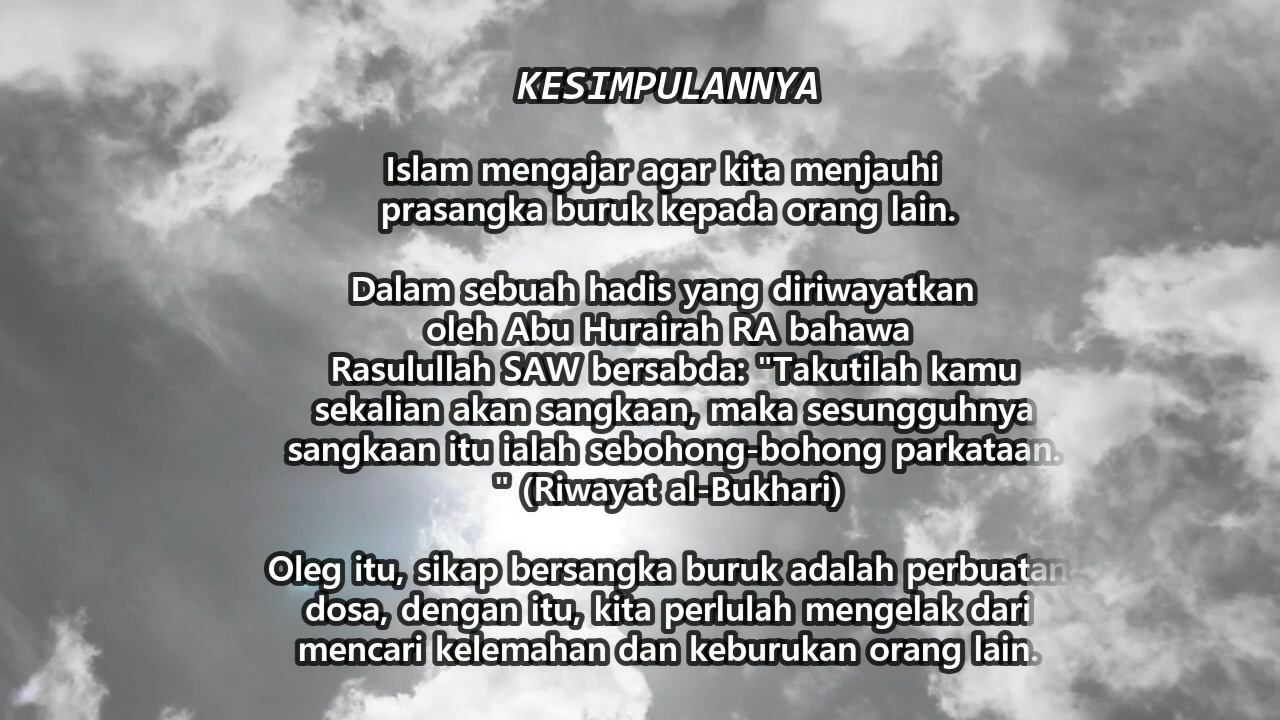 KESIMPULANNYA
Islam mengajar agar kita menjauhi
prasangka buruk kepada orang lain.
Dalam sebuah hadis yang diriwayatkan
oleh Abu Hurairah RA bahawa
Rasulullah SAW bersabda: "Takutilah kamu
sekalian akan sangkaan, maka sesungguhnya
sangkaan itu ialah sebohong-bohong parkataan.
" (Riwayat al-Bukhari)
Oleg itu, sikap bersangka buruk adalah perbuatan
dosa, dengan itu, kita perlulah mengelak dari
mencari kelemahan dan keburukan orang lain.